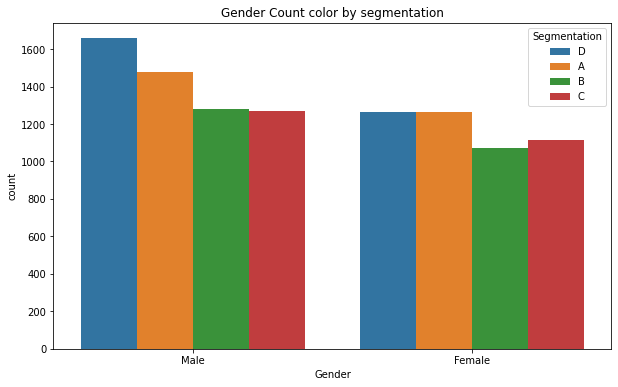 Gender Count color by segmentation
Segmentation
D
A
B
C
1600
1400
1200
1000
800
600
400
200
0
count
Male
Female
Gender